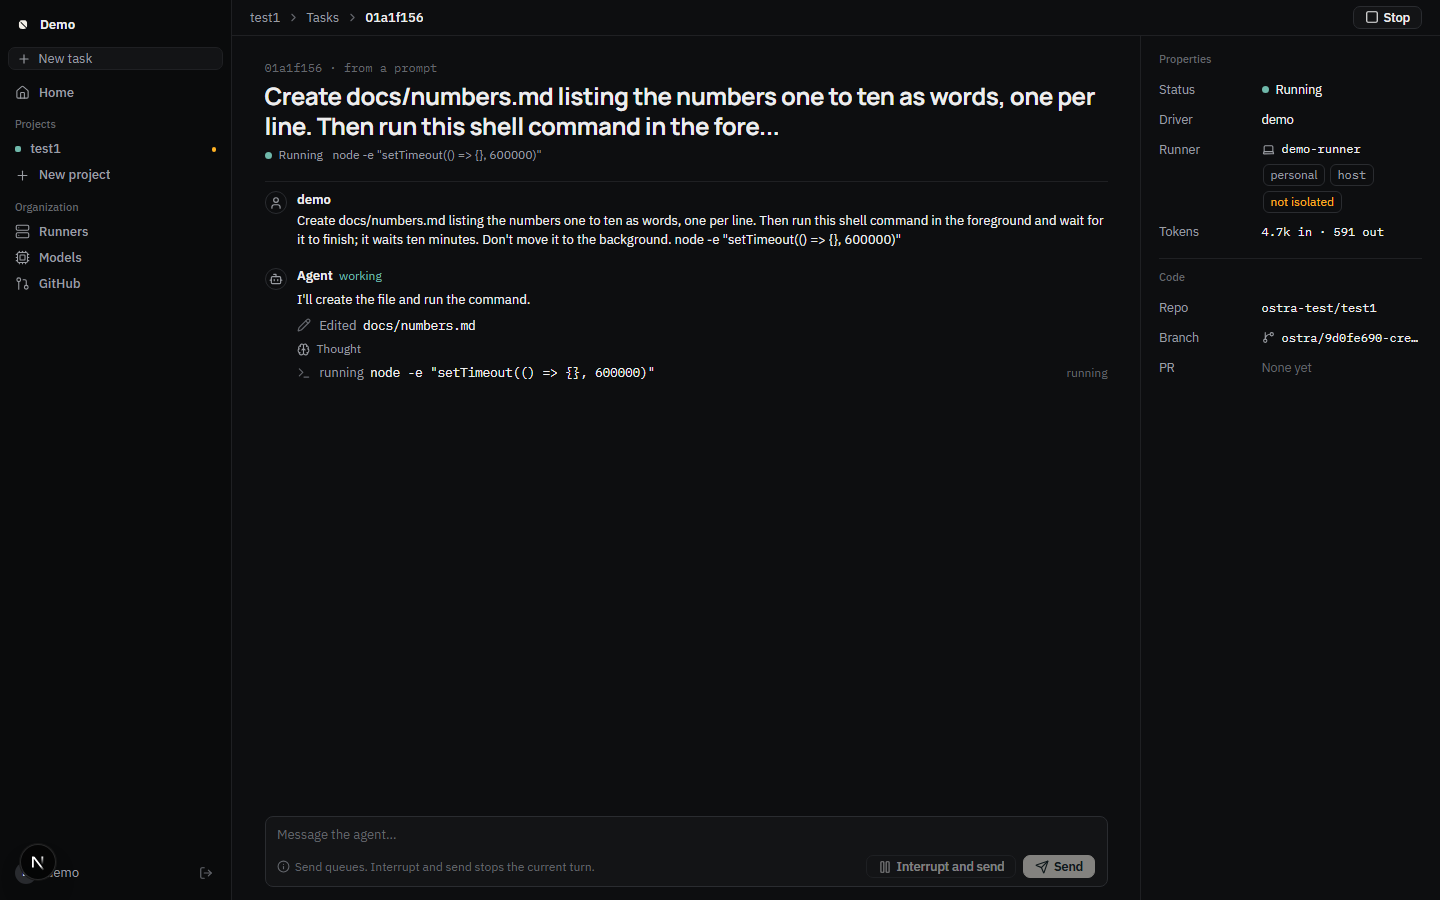 Demo
New task
Home
Projects
test1
New project
Organization
Runners
Models
GitHub
test1 > Tasks > 01a1f156
Stop
01a1f156 · from a prompt
Create docs/numbers.md listing the numbers one to ten as words, one per
line. Then run this shell command in the fore...
Running node -e "setTimeout(() => {}, 600000)"
demo
Create docs/numbers.md listing the numbers one to ten as words, one per line. Then run this shell command in the foreground and wait for
it to finish; it waits ten minutes. Don't move it to the background. node -e "setTimeout(() => {}, 600000)"
Agent working
I'll create the file and run the command.
Edited docs/numbers.md
Thought
running node -e "setTimeout(() => {}, 600000)" running
Message the agent...
Send queues. Interrupt and send stops the current turn.
Interrupt and send
Send
Properties
Status Running
Driver demo
Runner demo-runner
personal host
not isolated
Tokens 4.7k in · 591 out
Code
Repo ostra-test/test1
Branch ostra/9d0fe690-cre…
PR None yet
N